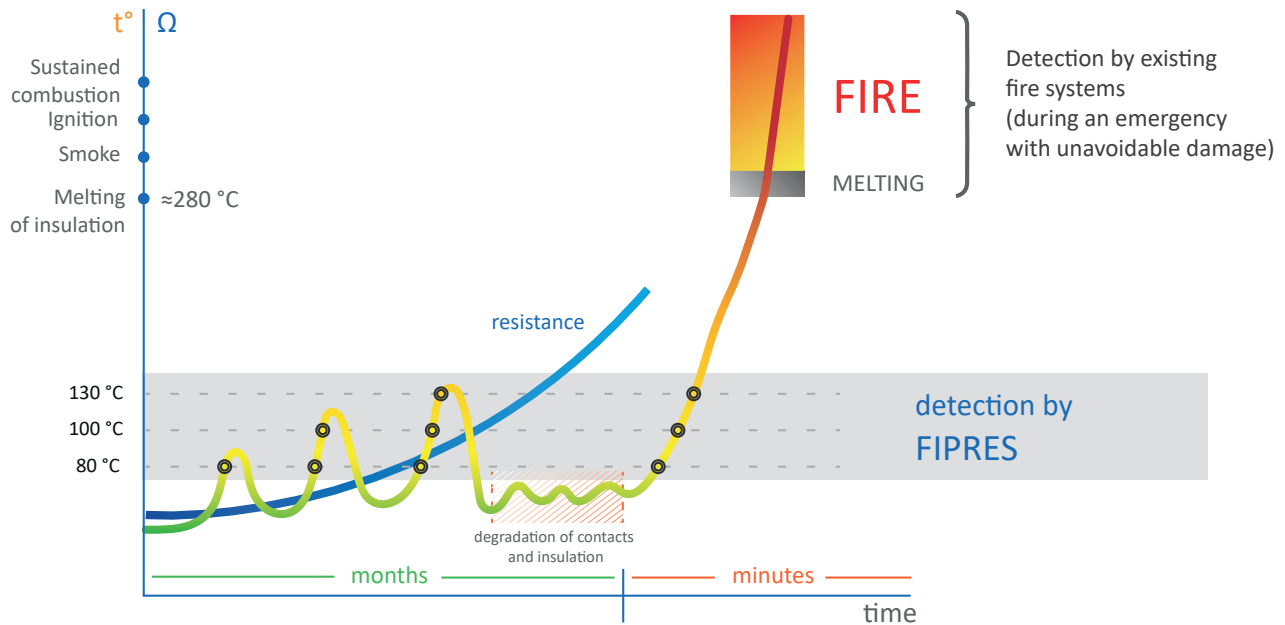 t° Ω
Sustained
combustion
Ignition
Smoke
Melting
of insulation
≈280 °C
FIRE
MELTING
Detection by existing
fire systems
(during an emergency
with unavoidable damage)
resistance
130 °C
100 °C
80 °C
detection by
FIPRES
degradation of contacts
and insulation
months
minutes
time